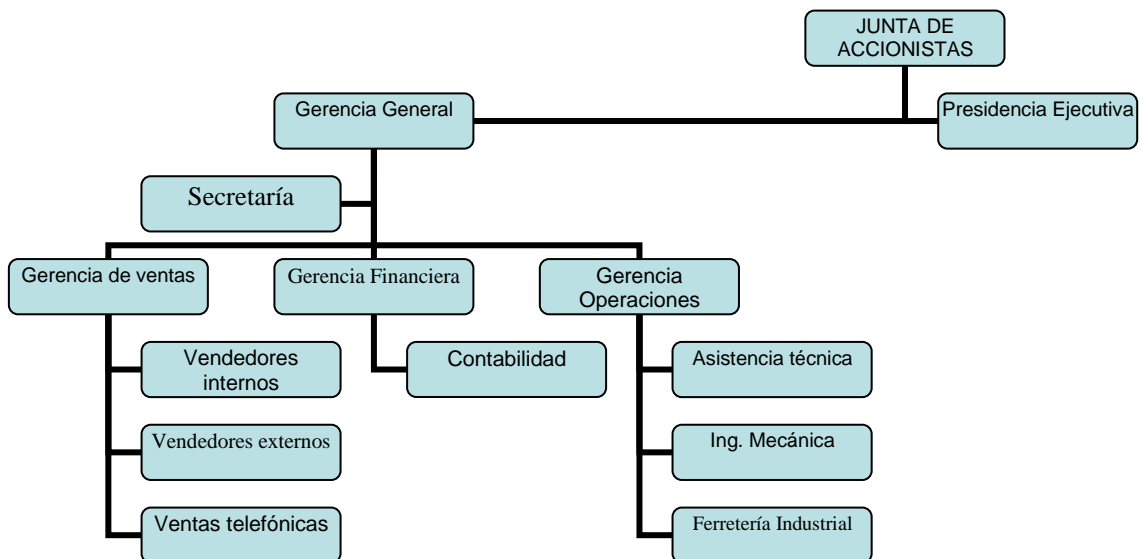 JUNTA DE
ACCIONISTAS
Gerencia General
Presidencia Ejecutiva
Secretaría
Gerencia de ventas
Gerencia Financiera
Gerencia
Operaciones
Vendedores
internos
Contabilidad
Asistencia técnica
Vendedores externos
Ing. Mecánica
Ventas telefónicas
Ferretería Industrial